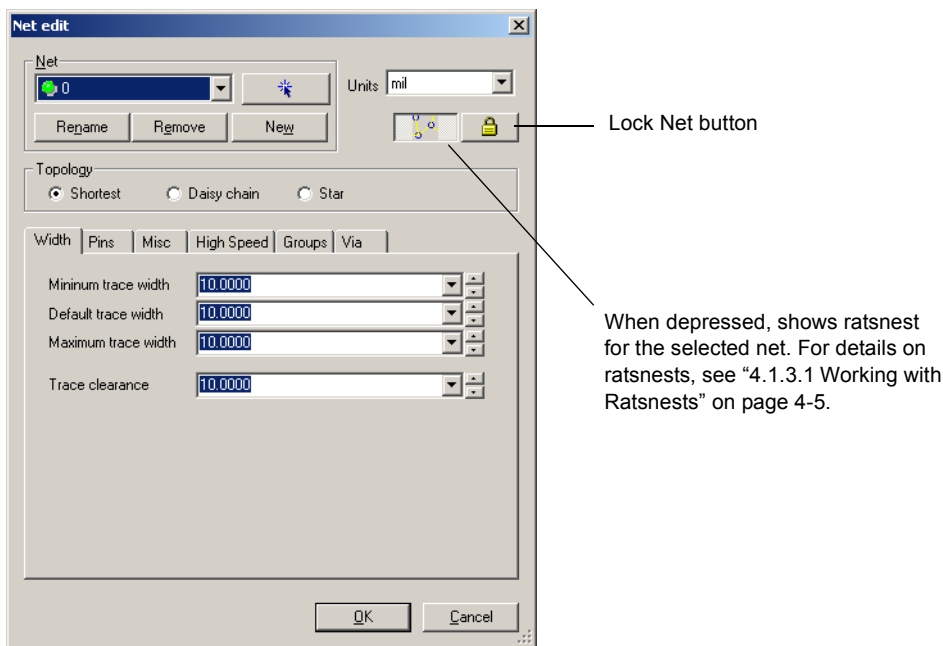 Net edit
Net
0
Units mil
Rename Remove New
Lock Net button
Topology
Shortest Daisy chain Star
Width Pins Misc High Speed Groups Via
Mininum trace width 10.0000
Default trace width 10.0000
Maximum trace width 10.0000
Trace clearance 10.0000
When depressed, shows ratsnest
for the selected net. For details on
ratsnests, see “4.1.3.1 Working with
Ratsnests” on page 4-5.
OK Cancel